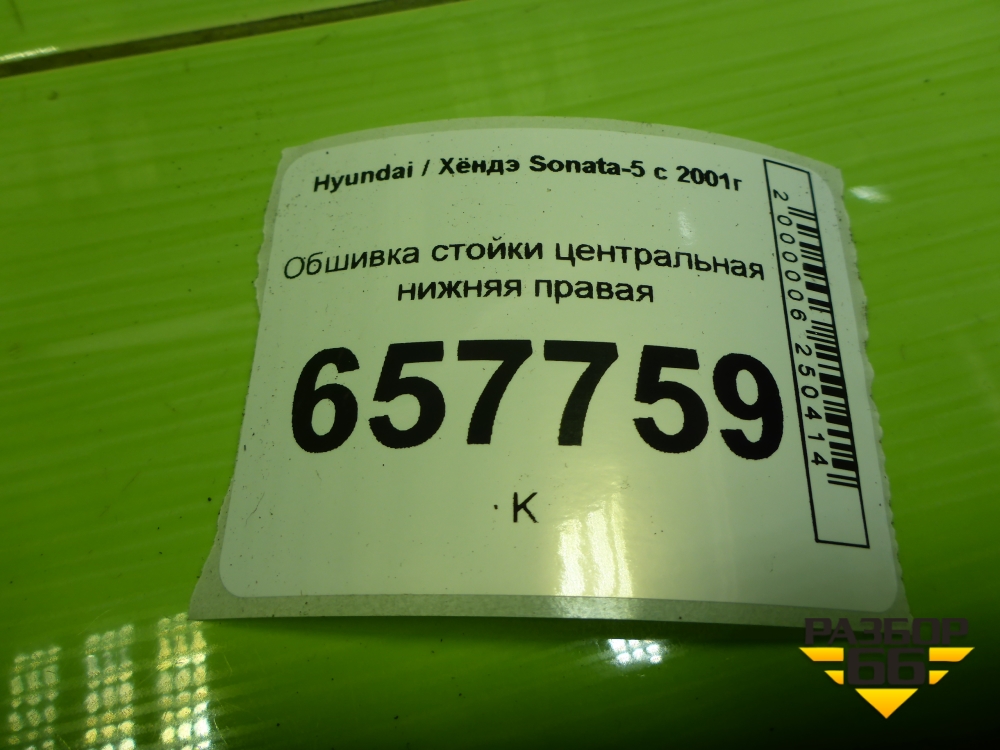 Hyundai / Хёндэ Sonata-5 с 2001г
Обшивка стойки центральная
нижняя правая
657759
К
2000006250414
РАЗБОР
66